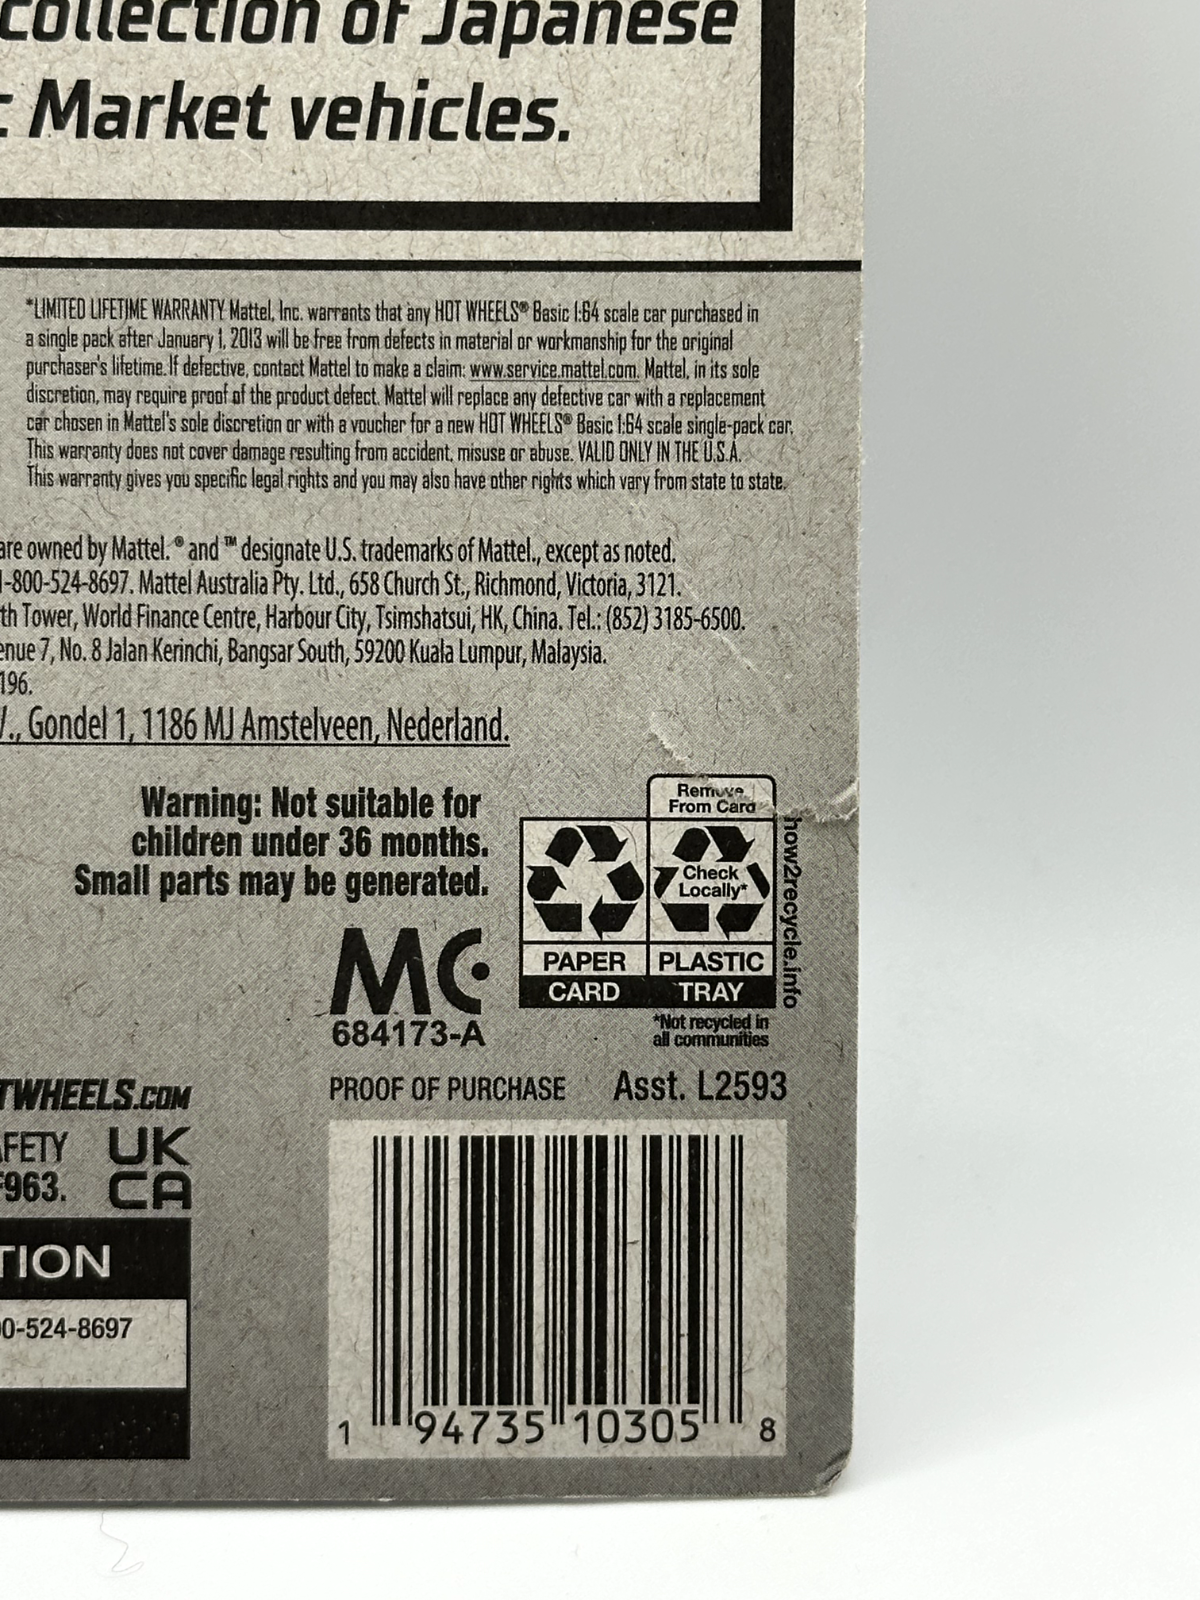 collection of Japanese
Market vehicles.
*LIMITED LIFETIME WARRANTY Mattel, Inc. warrants that any HOT WHEELS® Basic 1:64 scale car purchased in
a single pack after January 1, 2013 will be free from defects in material or workmanship for the original
purchaser's lifetime. If defective, contact Mattel to make a claim: www.service.mattel.com. Mattel, in its sole
discretion, may require proof of the product defect. Mattel will replace any defective car with a replacement
car chosen in Mattel's sole discretion or with a voucher for a new HOT WHEELS® Basic 1:64 scale single-pack car.
This warranty does not cover damage resulting from accident, misuse or abuse. VALID ONLY IN THE U.S.A.
This warranty gives you specific legal rights and you may also have other rights which vary from state to state.
are owned by Mattel. ® and ™ designate U.S. trademarks of Mattel., except as noted.
1-800-524-8697. Mattel Australia Pty. Ltd., 658 Church St., Richmond, Victoria, 3121.
th Tower, World Finance Centre, Harbour City, Tsimshatsui, HK, China. Tel.: (852) 3185-6500.
enue 7, No. 8 Jalan Kerinchi, Bangsar South, 59200 Kuala Lumpur, Malaysia.
196.
V., Gondel 1, 1186 MJ Amstelveen, Nederland.
Warning: Not suitable for
children under 36 months.
Small parts may be generated.
Remove
From Card
Check
Locally*
PAPER PLASTIC
CARD TRAY
how2recycle.info
*Not recycled in
all communities
MC
684173-A
PROOF OF PURCHASE Asst. L2593
TWHEELS.COM
AFETY
F963.
UK
CA
TION
00-524-8697
1 94735 10305 8